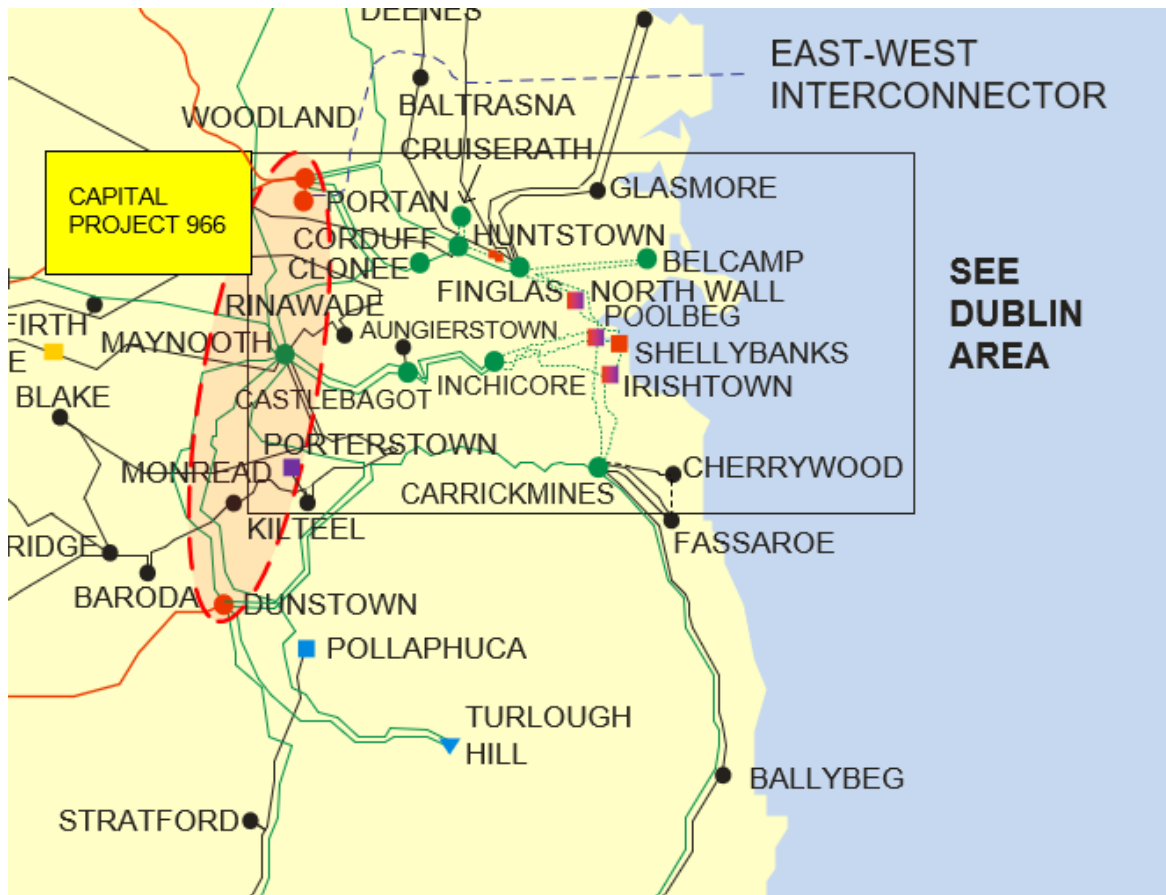 DEENES
EAST-WEST
INTERCONNECTOR
BALTRASNA
WOODLAND
CRUISERATH
CAPITAL
PROJECT 966
PORTAN
GLASMORE
CORDUFF
HUNTSTOWN
CLONEE
BELCAMP
FINGLAS
NORTH WALL
SEE
DUBLIN
AREA
RINAWADE
POOLBEG
FIRTH
AUNGIERSTOWN
MAYNOOTH
SHELLYBANKS
E
INCHICORE
IRISHTOWN
BLAKE
CASTLEBAGOT
PORTERSTOWN
MONREAD
CHERRYWOOD
CARRICKMINES
KILTEEL
RIDGE
FASSAROE
BARODA
DUNSTOWN
POLLAPHUCA
TURLOUGH
HILL
BALLYBEG
STRATFORD